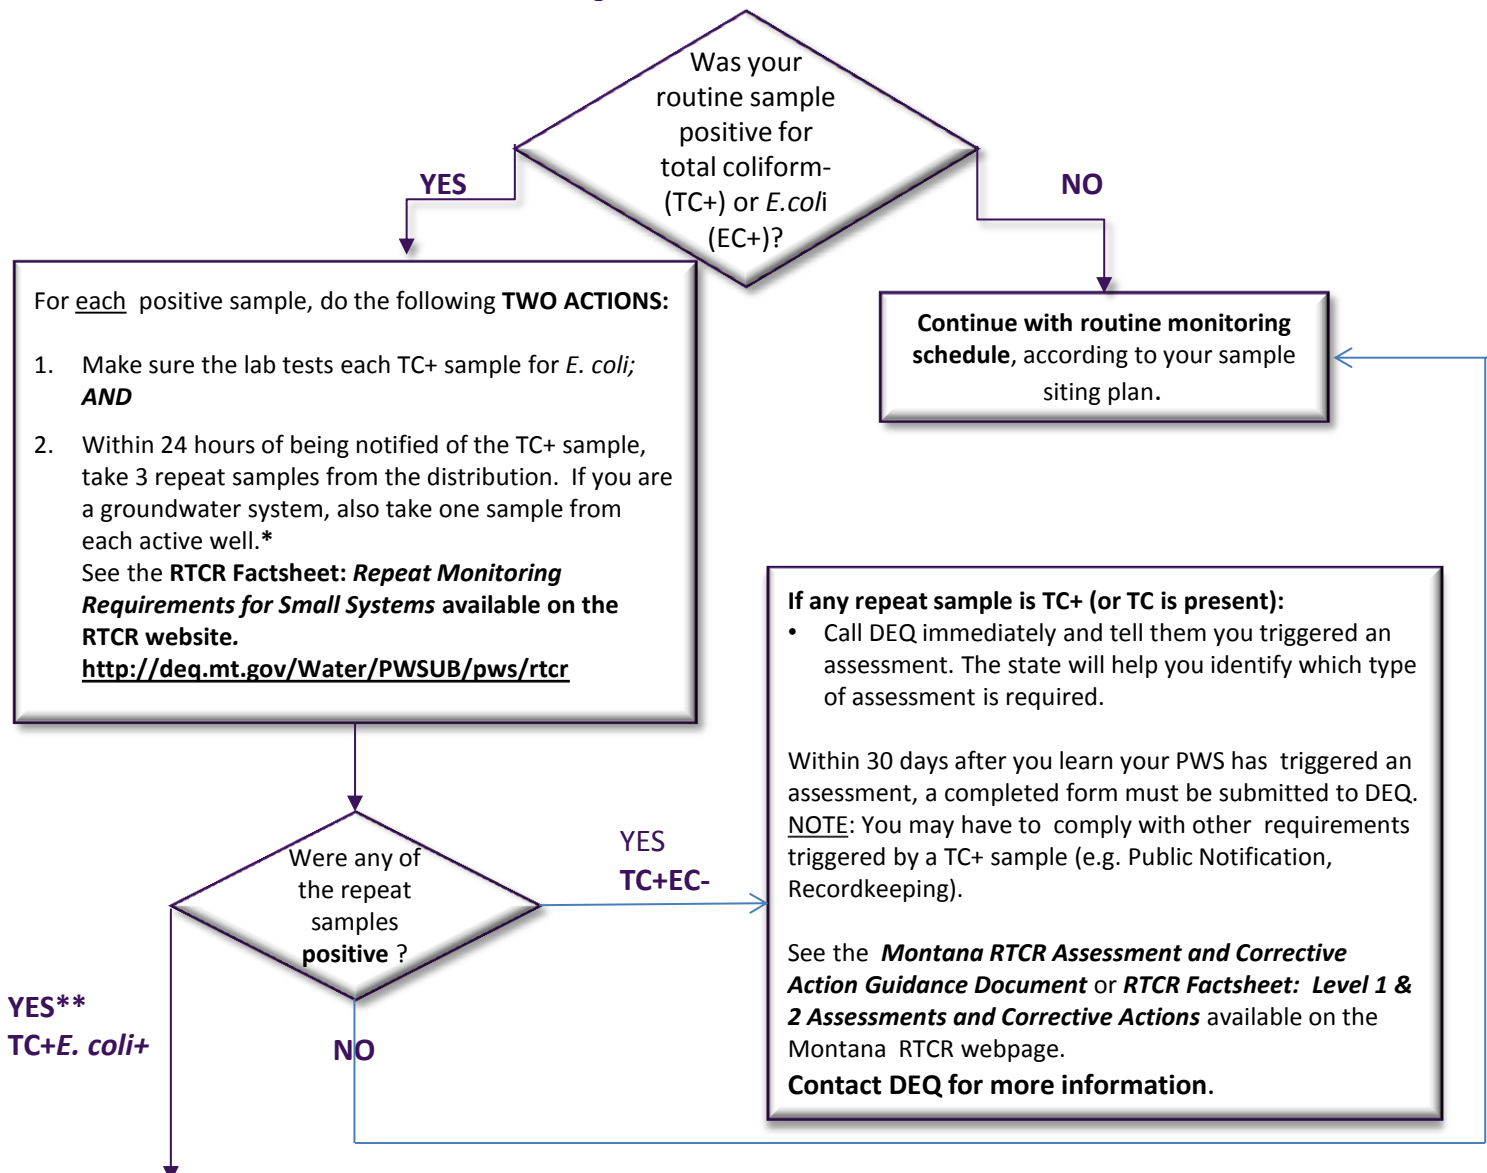 Was your
routine sample
positive for
total coliform-
(TC+) or E.coli
(EC+)?
YES
NO
For each positive sample, do the following TWO ACTIONS:
1. Make sure the lab tests each TC+ sample for E. coli;
AND
2. Within 24 hours of being notified of the TC+ sample,
take 3 repeat samples from the distribution. If you are
a groundwater system, also take one sample from
each active well.*
See the RTCR Factsheet: Repeat Monitoring
Requirements for Small Systems available on the
RTCR website.
http://deq.mt.gov/Water/PWSUB/pws/rtcr
Continue with routine monitoring
schedule, according to your sample
siting plan.
If any repeat sample is TC+ (or TC is present):
• Call DEQ immediately and tell them you triggered an
assessment. The state will help you identify which type
of assessment is required.
Within 30 days after you learn your PWS has triggered an
assessment, a completed form must be submitted to DEQ.
NOTE: You may have to comply with other requirements
triggered by a TC+ sample (e.g. Public Notification,
Recordkeeping).
See the Montana RTCR Assessment and Corrective
Action Guidance Document or RTCR Factsheet: Level 1 &
2 Assessments and Corrective Actions available on the
Montana RTCR webpage.
Contact DEQ for more information.
Were any of
the repeat
samples
positive ?
YES
TC+EC-
YES**
TC+E. coli+
NO